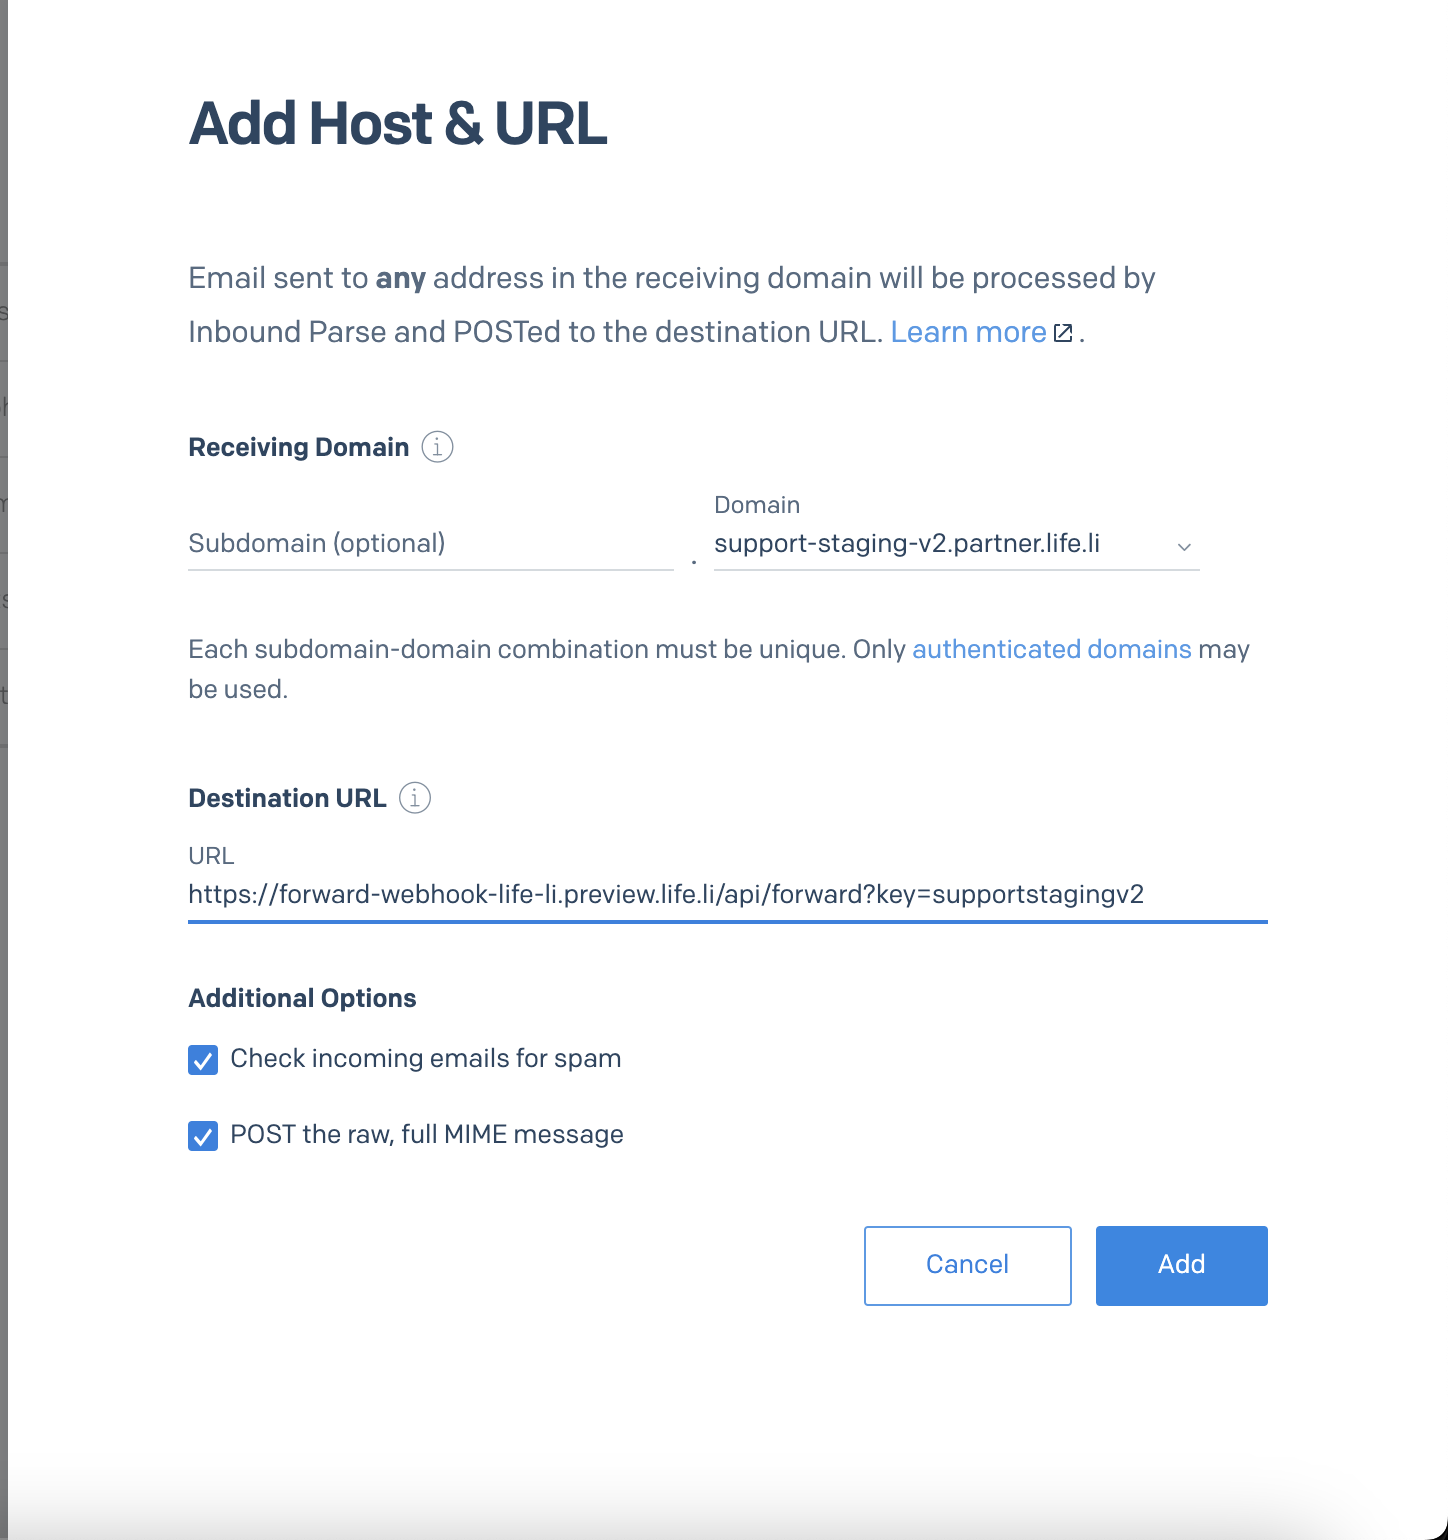 Add Host & URL
Email sent to any address in the receiving domain will be processed by
Inbound Parse and POSTed to the destination URL. Learn more .
Receiving Domain
Domain
Subdomain (optional) . support-staging-v2.partner.life.li
Each subdomain-domain combination must be unique. Only authenticated domains may
be used.
Destination URL
URL
https://forward-webhook-life-li.preview.life.li/api/forward?key=supportstagingv2
Additional Options
Check incoming emails for spam
POST the raw, full MIME message
Cancel Add